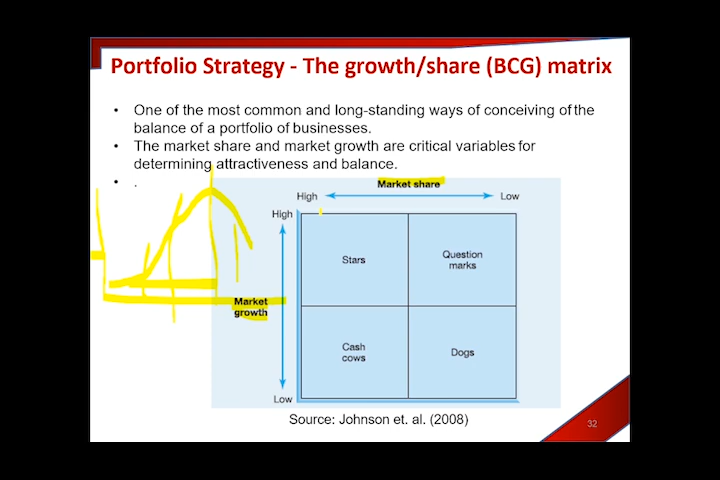 Portfolio Strategy - The growth/share (BCG) matrix
• One of the most common and long-standing ways of conceiving of the
balance of a portfolio of businesses.
• The market share and market growth are critical variables for
determining attractiveness and balance.
• .
Market share
High Low
High
Stars
Question
marks
Market
growth
Cash
cows
Dogs
Low
Source: Johnson et. al. (2008)
32